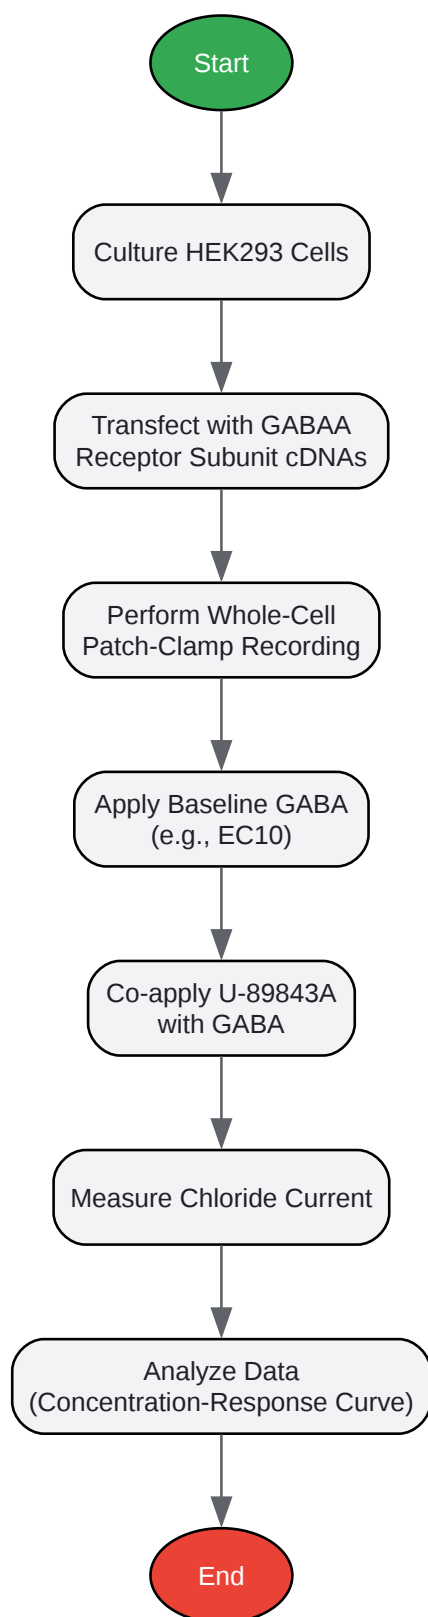 Start
Culture HEK293 Cells
Transfect with GABAA
Receptor Subunit cDNAs
Perform Whole-Cell
Patch-Clamp Recording
Apply Baseline GABA
(e.g., EC10)
Co-apply U-89843A
with GABA
Measure Chloride Current
Analyze Data
(Concentration-Response Curve)
End